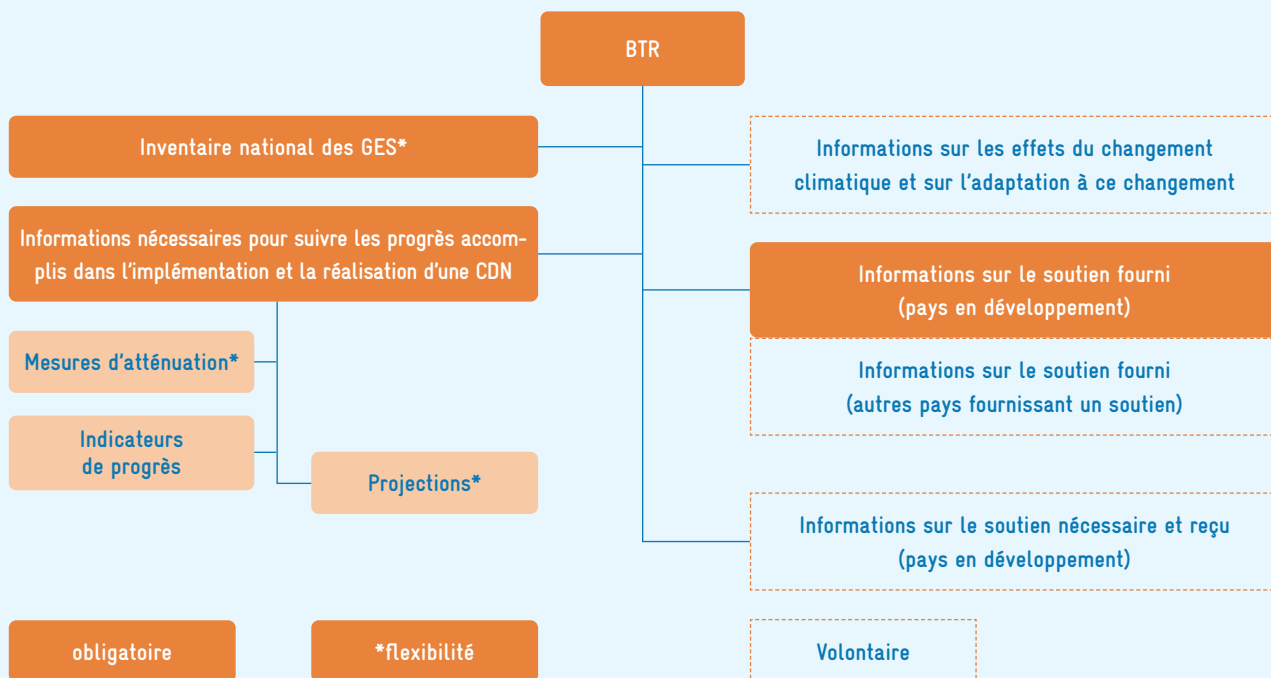 BTR
Inventaire national des GES*
Informations nécessaires pour suivre les progrès accom-
plis dans l'implémentation et la réalisation d'une CDN
Mesures d'atténuation*
Indicateurs
de progrès
Projections*
Informations sur les effets du changement
climatique et sur l'adaptation à ce changement
Informations sur le soutien fourni
(pays en développement)
Informations sur le soutien fourni
(autres pays fournissant un soutien)
Informations sur le soutien nécessaire et reçu
(pays en développement)
obligatoire
*flexibilité
Volontaire